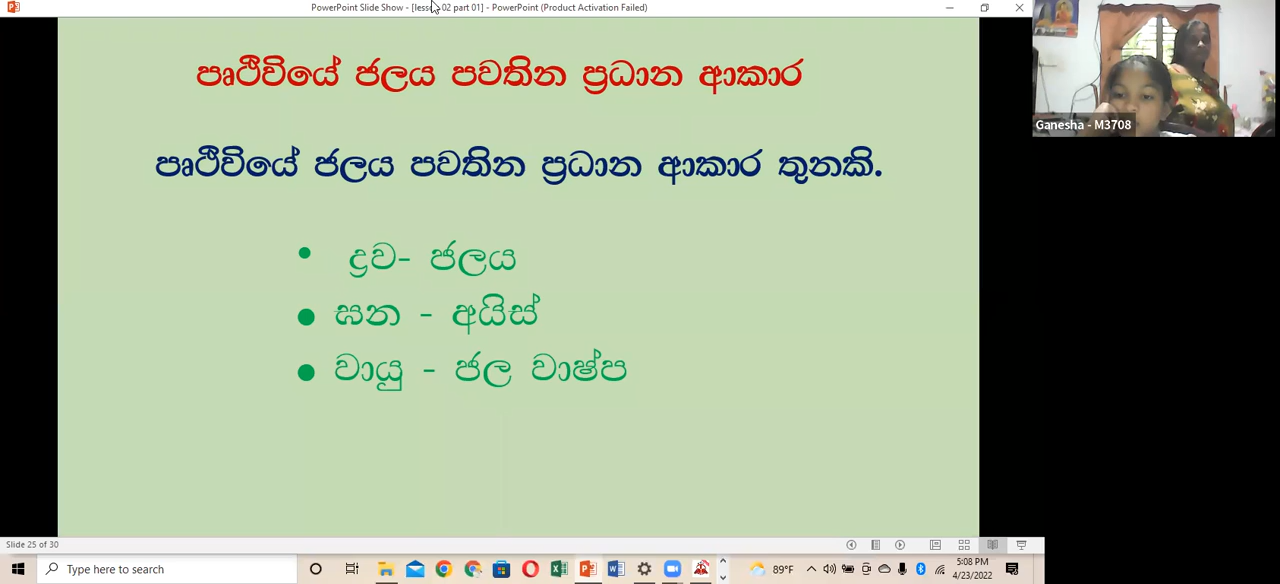 PowerPoint Slide Show - [lesson 02 part 01] - PowerPoint (Product Activation Failed)
පෘථිවියේ ජලය පවතින ප්‍රධාන ආකාර
පෘථිවියේ ජලය පවතින ප්‍රධාන ආකාර තුනකි.
• ද්‍රව- ජලය
• ඝන - අයිස්
• වායු - ජල වාෂ්ප
Ganesha - M3708
Slide 25 of 30
Type here to search
89°F
5:08 PM
4/23/2022